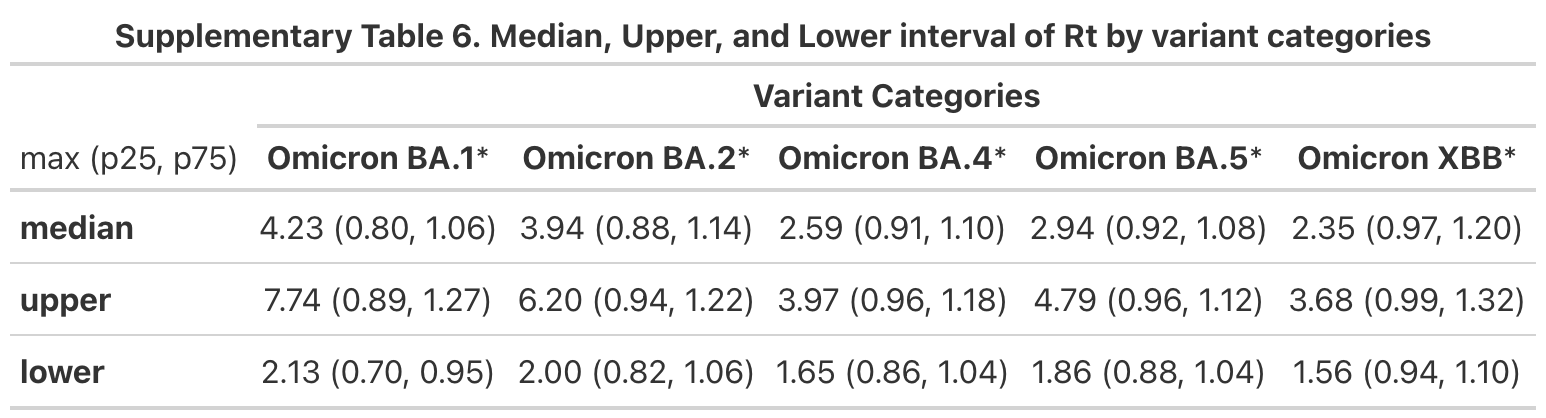 Supplementary Table 6. Median, Upper, and Lower interval of Rt by variant categories
Variant Categories
max (p25, p75) Omicron BA.1* Omicron BA.2* Omicron BA.4* Omicron BA.5* Omicron XBB*
median 4.23 (0.80, 1.06) 3.94 (0.88, 1.14) 2.59 (0.91, 1.10) 2.94 (0.92, 1.08) 2.35 (0.97, 1.20)
upper 7.74 (0.89, 1.27) 6.20 (0.94, 1.22) 3.97 (0.96, 1.18) 4.79 (0.96, 1.12) 3.68 (0.99, 1.32)
lower 2.13 (0.70, 0.95) 2.00 (0.82, 1.06) 1.65 (0.86, 1.04) 1.86 (0.88, 1.04) 1.56 (0.94, 1.10)